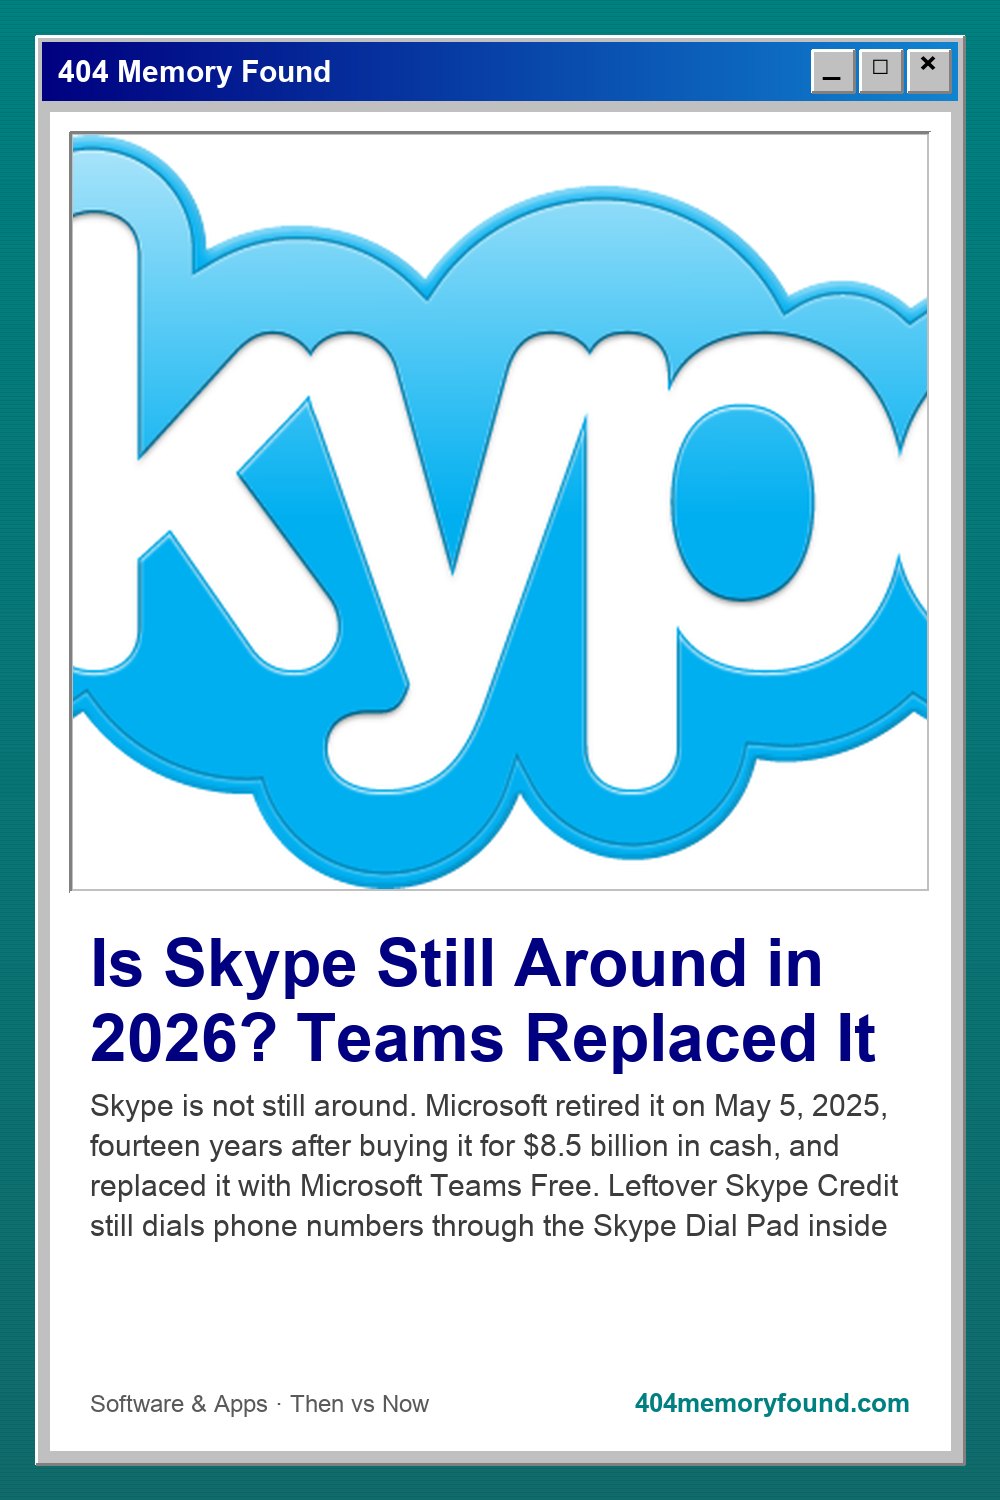 404 Memory Found
kype
Is Skype Still Around in
2026? Teams Replaced It
Skype is not still around. Microsoft retired it on May 5, 2025,
fourteen years after buying it for $8.5 billion in cash, and
replaced it with Microsoft Teams Free. Leftover Skype Credit
still dials phone numbers through the Skype Dial Pad inside
Software & Apps · Then vs Now
404memoryfound.com